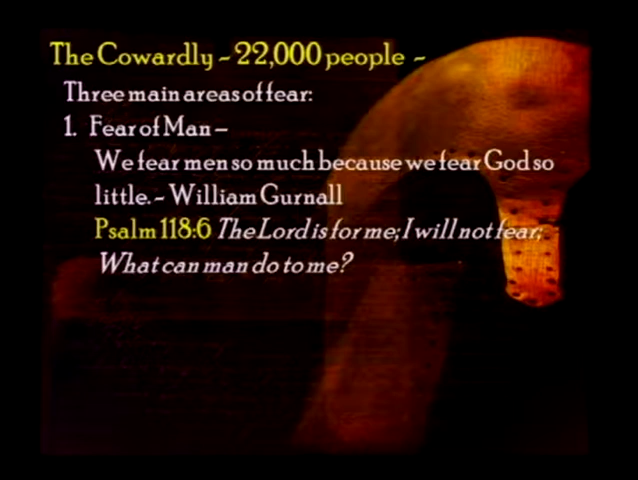 The Cowardly ~ 22,000 people ~
Three main areas of fear:
1. Fear of Man –
We fear men so much because we fear God so
little. ~ William Gurnall
Psalm 118:6 The Lord is for me; I will not fear;
What can man do to me?